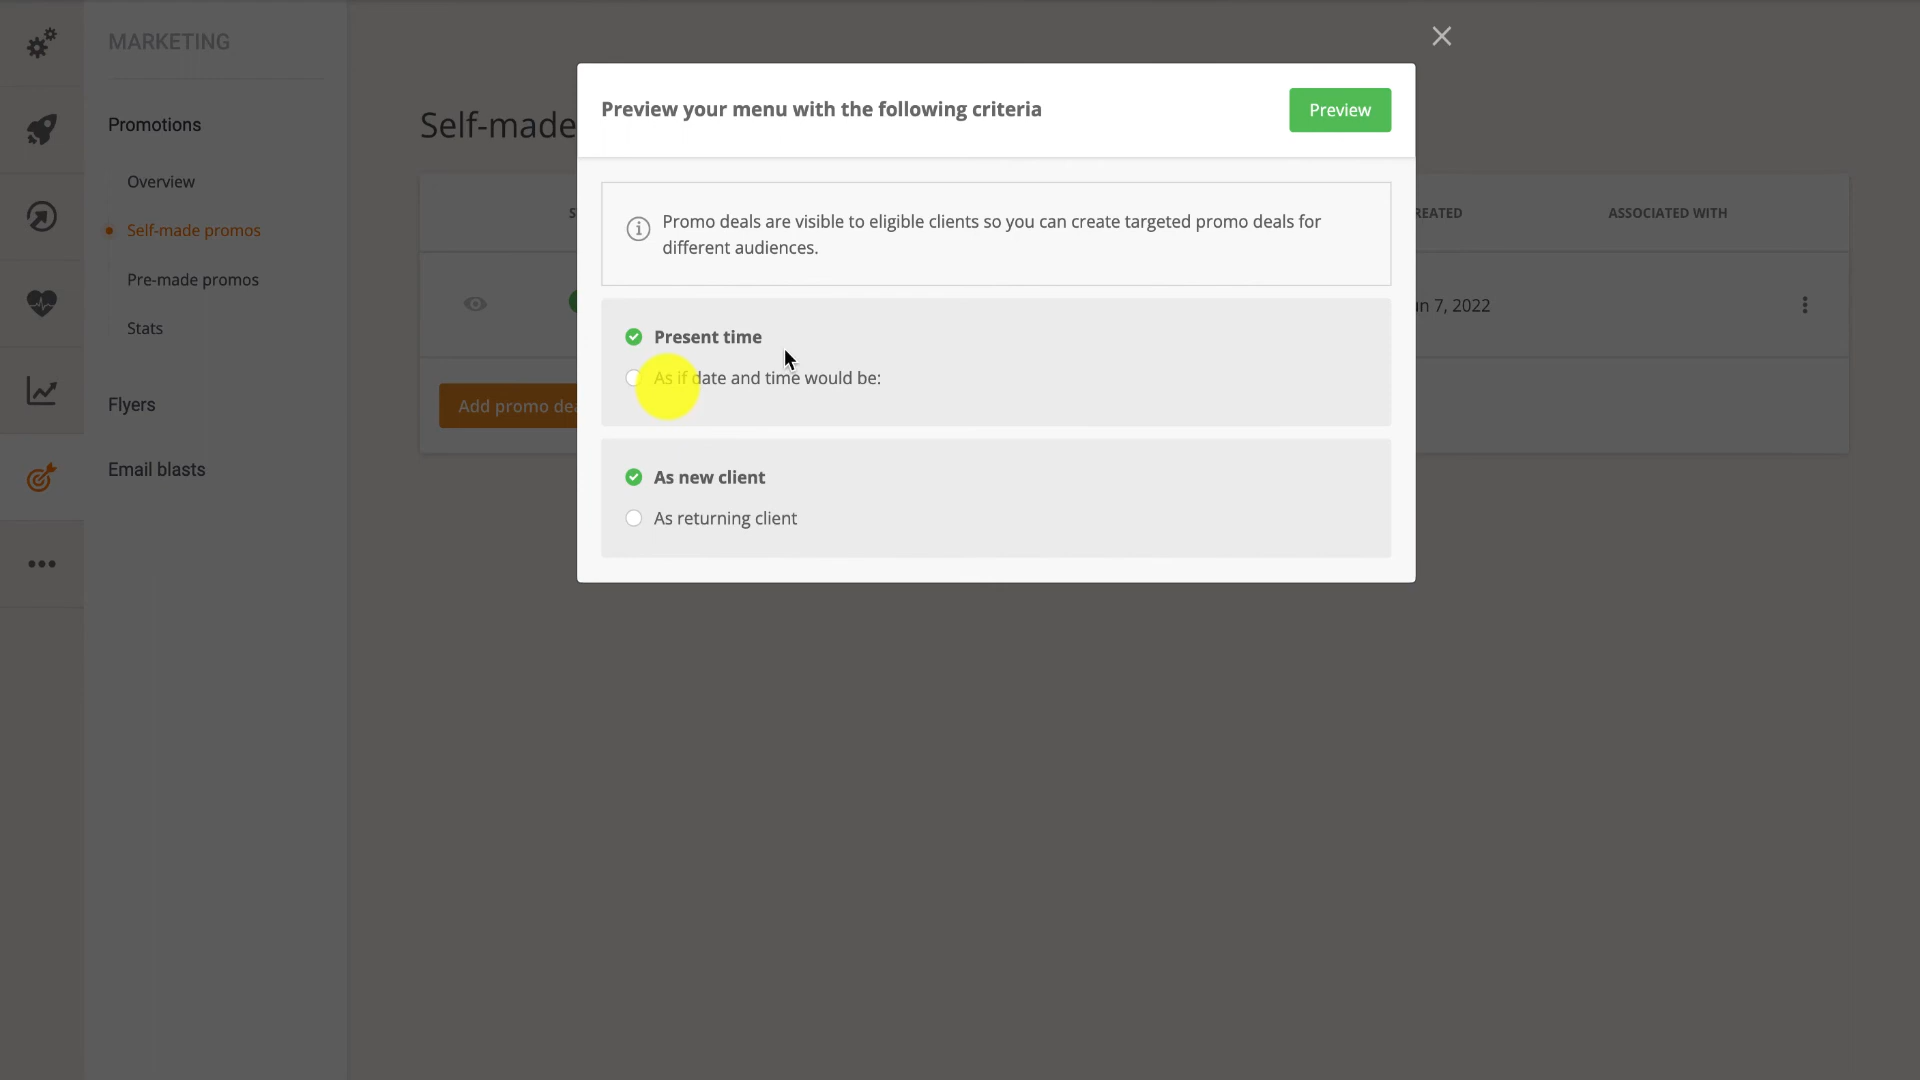 MARKETING
Promotions
Overview
Self-made promos
Pre-made promos
Stats
Flyers
Email blasts
Self-made
Add promo dea
Preview your menu with the following criteria
Preview
Promo deals are visible to eligible clients so you can create targeted promo deals for
different audiences.
Present time
As if date and time would be:
As new client
As returning client
REATED
ASSOCIATED WITH
n 7, 2022